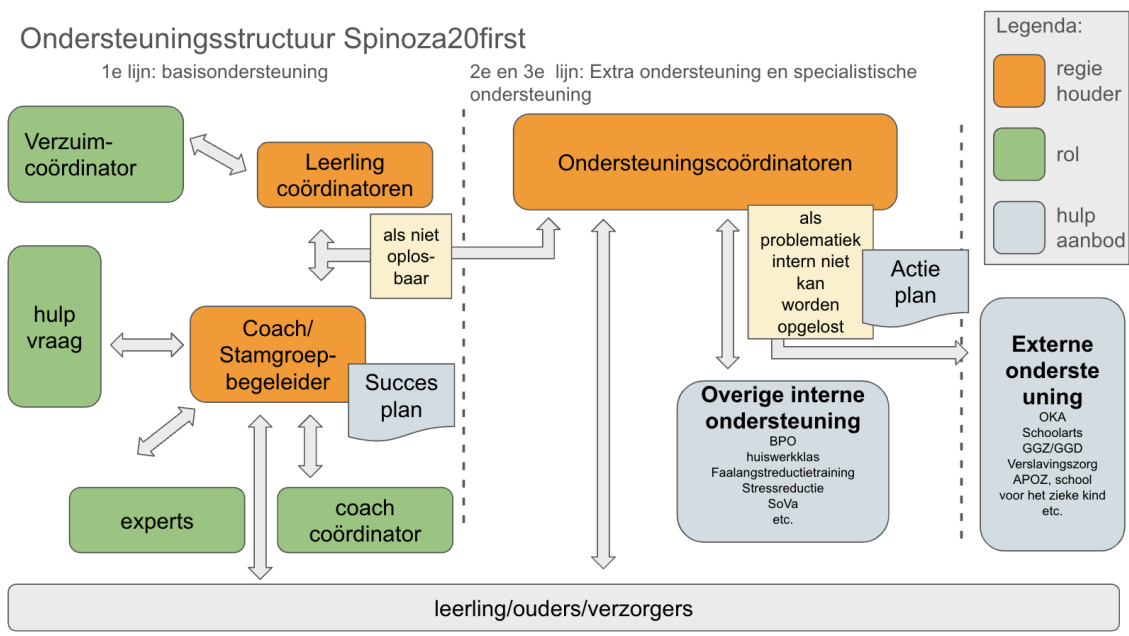 Ondersteuningsstructuur Spinoza20first
1e lijn: basisondersteuning
2e en 3e lijn: Extra ondersteuning en specialistische
ondersteuning
Legenda:
regie
houder
rol
hulp
aanbod
Verzuim-
coördinator
Leerling
coördinatoren
Ondersteuningscoördinatoren
als niet
oplos-
baar
als
problematiek
intern niet
kan
worden
opgelost
Actie
plan
hulp
vraag
Coach/
Stamgroep-
begeleider
Succes
plan
Overige interne
ondersteuning
BPO
huiswerkklas
Faalangstreductietraining
Stressreductie
SoVa
etc.
Externe
onderste
uning
OKA
Schoolarts
GGZ/GGD
Verslavingszorg
APOZ, school
voor het zieke kind
etc.
experts
coach
coördinator
leerling/ouders/verzorgers